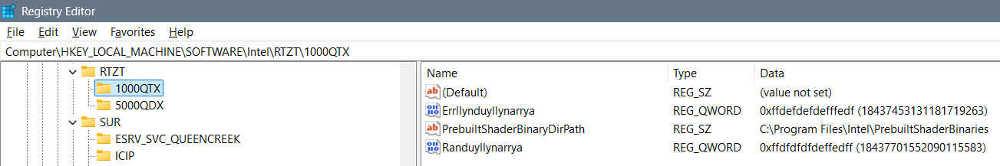 Registry Editor
File Edit View Favorites Help
Computer\HKEY_LOCAL_MACHINE\SOFTWARE\Intel\RTZT\1000QTX
RTZT
1000QTX
5000QDX
SUR
ESRV_SVC_QUEENCREEK
ICIP
Name Type Data
(Default) REG_SZ (value not set)
Errllynduyllynarrya REG_QWORD 0xffdefdefdefffedf (18437453131181719263)
PrebuiltShaderBinaryDirPath REG_SZ C:\Program Files\Intel\PrebuiltShaderBinaries
Randuyllynarrya REG_QWORD 0xffdfdfdfdeffedff (18437701552090115583)